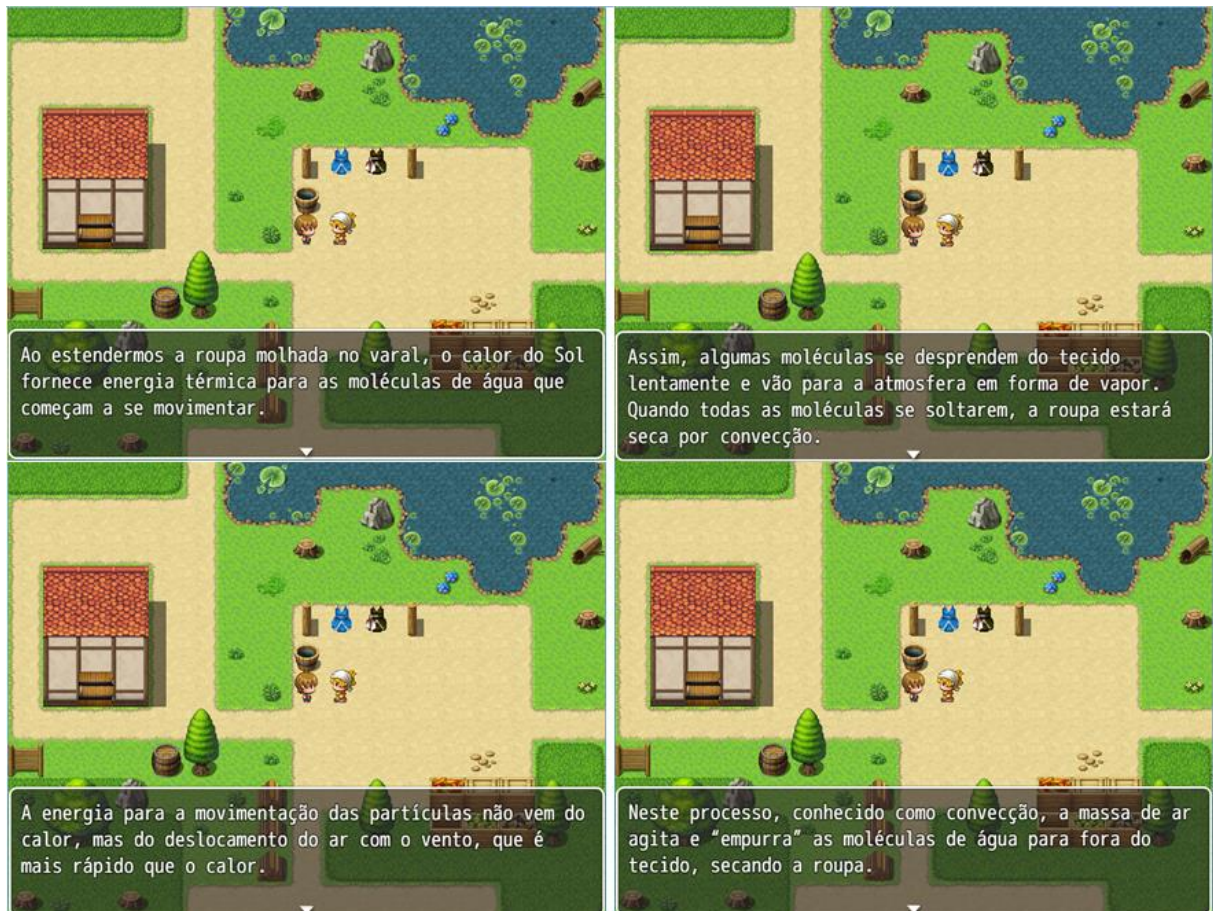 Ao estendermos a roupa molhada no varal, o calor do Sol
fornece energia térmica para as moléculas de água que
começam a se movimentar.
Assim, algumas moléculas se desprendem do tecido
lentamente e vão para a atmosfera em forma de vapor.
Quando todas as moléculas se soltarem, a roupa estará
seca por convecção.
A energia para a movimentação das partículas não vem do
calor, mas do deslocamento do ar com o vento, que é
mais rápido que o calor.
Neste processo, conhecido como convecção, a massa de ar
agita e “empurra” as moléculas de água para fora do
tecido, secando a roupa.